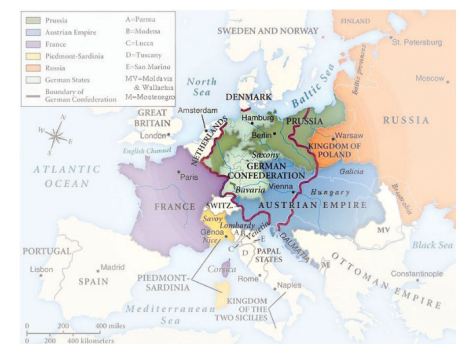 Prussia
Austrian Empire
France
Piedmont-Sardinia
Russia
German States
Boundary of
German Confederation
A=Parma
B=Modena
C=Lucca
D=Tuscany
E=San Marino
MV=Moldavia
& Wallachia
M=Montenegro
SWEDEN AND NORWAY
FINLAND
St. Petersburg
Baltic Provinces
Moscow
North
Sea
Baltic Sea
DENMARK
RUSSIA
GREAT
BRITAIN
London
Amsterdam
NETHERLANDS
Hamburg
Berlin
PRUSSIA
Warsaw
KINGDOM OF
POLAND
English Channel
Saxony
GERMAN
CONFEDERATION
Galicia
ATLANTIC
OCEAN
Paris
FRANCE
Bavaria
Vienna
Hungary
AUSTRIAN EMPIRE
Bessarabia
SWITZ.
Savoy
Lombardy
Venetia
Genoa
Nice
A
B
C
D
E
PAPAL
STATES
DALMATIA
M
MV
Black Sea
PORTUGAL
Lisbon
Madrid
SPAIN
PIEDMONT-
SARDINIA
Corsica
Rome
Naples
KINGDOM
OF THE
TWO SICILIES
OTTOMAN EMPIRE
Constantinople
Mediterranean
Sea
0 200 400 miles
0 200 400 kilometers